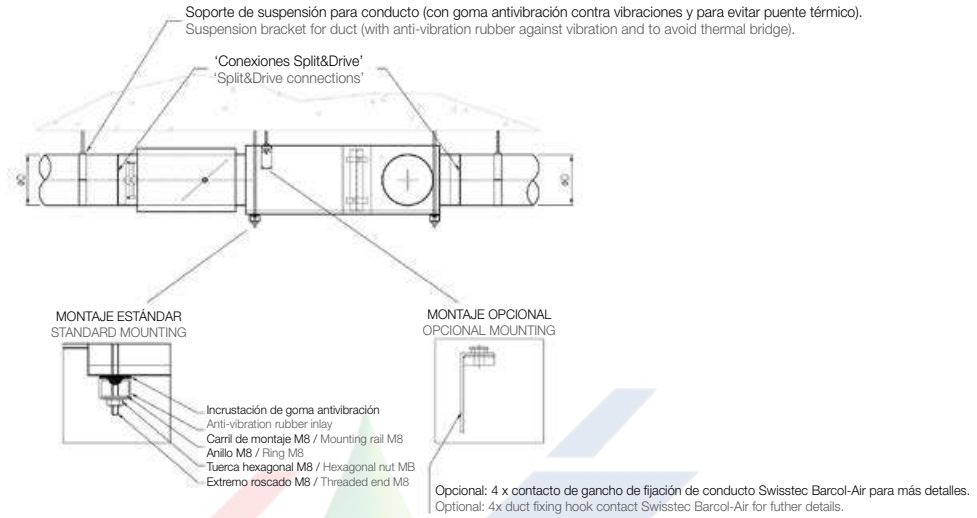 Soporte de suspensión para conducto (con goma antivibración contra vibraciones y para evitar puente térmico).
Suspension bracket for duct (with anti-vibration rubber against vibration and to avoid thermal bridge).
'Conexiones Split&Drive'
'Split&Drive connections'
ØD
ØD
MONTAJE ESTÁNDAR
STANDARD MOUNTING
MONTAJE OPCIONAL
OPCIONAL MOUNTING
Incrustación de goma antivibración
Anti-vibration rubber inlay
Carril de montaje M8 / Mounting rail M8
Anillo M8 / Ring M8
Tuerca hexagonal M8 / Hexagonal nut MB
Extremo roscado M8 / Threaded end M8
Opcional: 4 x contacto de gancho de fijación de conducto Swisstec Barcol-Air para más detalles.
Optional: 4x duct fixing hook contact Swisstec Barcol-Air for futher details.